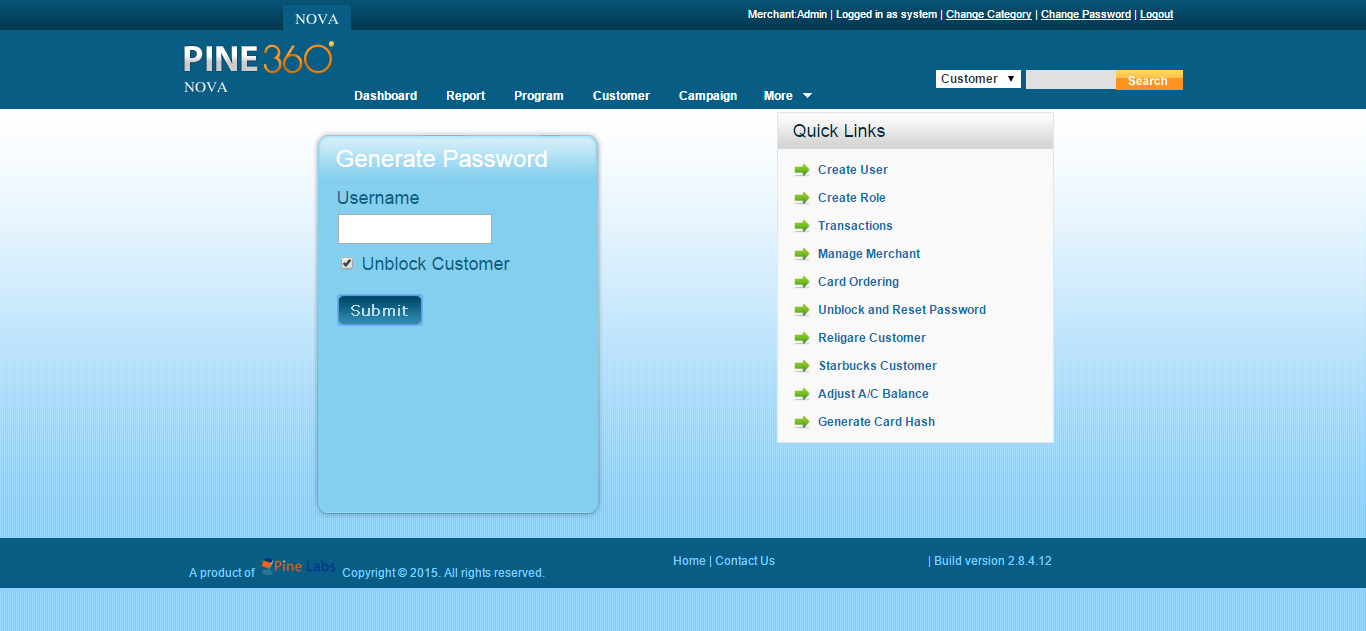 NOVA
Merchant:Admin | Logged in as system | Change Category | Change Password | Logout
PINE 360°
NOVA
Dashboard Report Program Customer Campaign More
Customer Search
Quick Links
Generate Password
Username
Unblock Customer
Submit
Create User
Create Role
Transactions
Manage Merchant
Card Ordering
Unblock and Reset Password
Religare Customer
Starbucks Customer
Adjust A/C Balance
Generate Card Hash
A product of Pine Labs Copyright © 2015. All rights reserved.
Home | Contact Us
| Build version 2.8.4.12